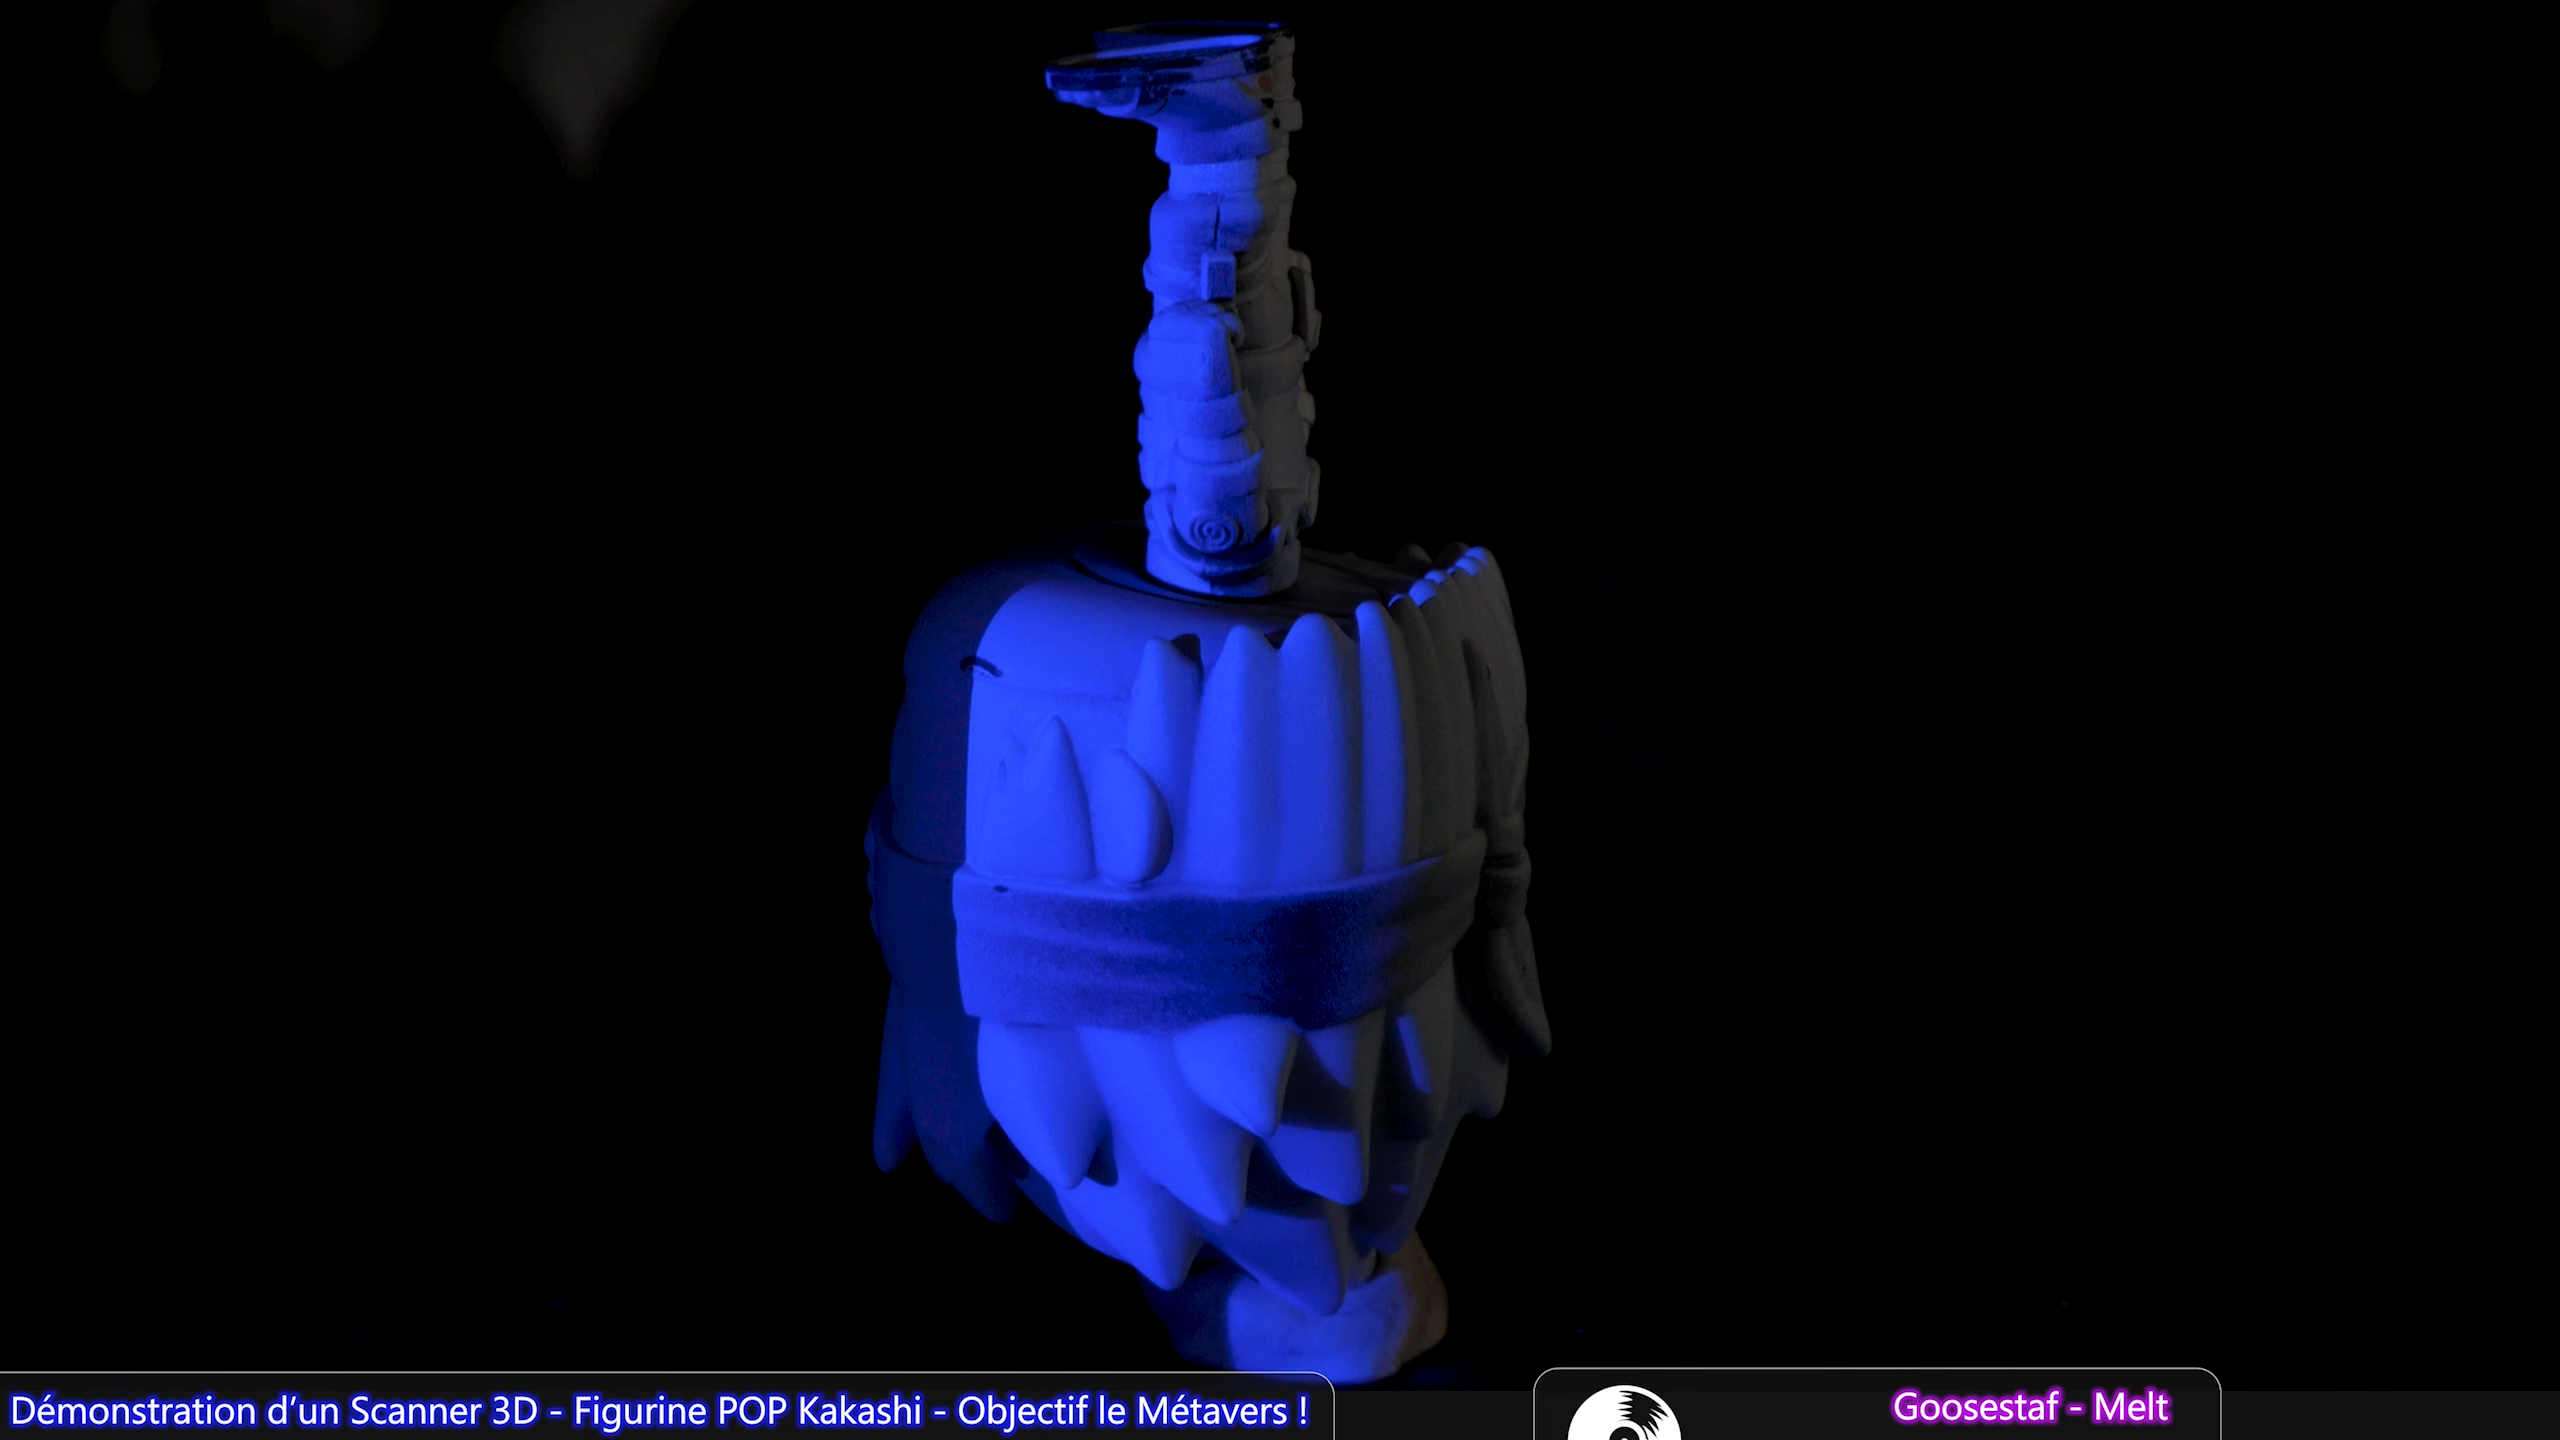 Démonstration d’un Scanner 3D - Figurine POP Kakashi - Objectif le Métavers !
Goosestaf - Melt